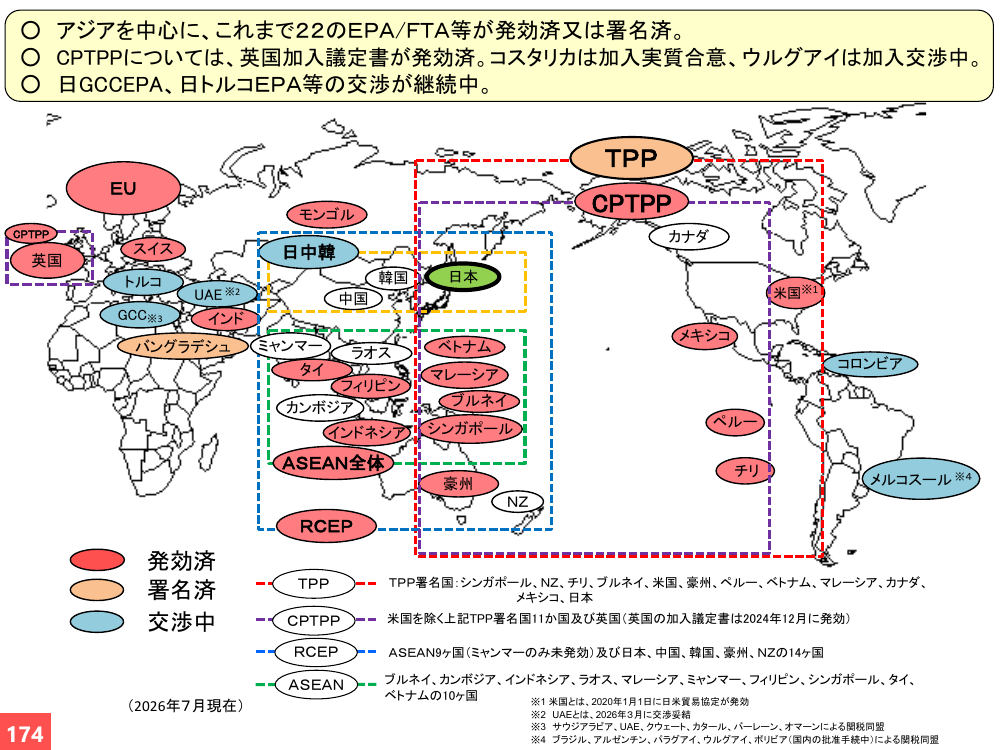 ○ アジアを中心に、これまで22のEPA/FTA等が発効済又は署名済。
○ CPTPPについては、英国加入議定書が発効済。コスタリカは加入実質合意、ウルグアイは加入交渉中。
○ 日GCCEPA、日トルコEPA等の交渉が継続中。
TPP
CPTPP
EU
モンゴル
カナダ
CPTPP
英国
スイス
日中韓
韓国
日本
トルコ
UAE ※2
中国
米国※1
GCC※3
インド
メキシコ
バングラデシュ
ミャンマー
ラオス
ベトナム
コロンビア
タイ
フィリピン
マレーシア
カンボジア
ブルネイ
インドネシア
シンガポール
ペルー
ASEAN全体
豪州
チリ
メルコスール ※4
NZ
RCEP
発効済
署名済
交渉中
TPP
TPP署名国：シンガポール、NZ、チリ、ブルネイ、米国、豪州、ペルー、ベトナム、マレーシア、カナダ、
メキシコ、日本
CPTPP
米国を除く上記TPP署名国11か国及び英国（英国の加入議定書は2024年12月に発効）
RCEP
ASEAN9ヶ国（ミャンマーのみ未発効）及び日本、中国、韓国、豪州、NZの14ヶ国
ASEAN
ブルネイ、カンボジア、インドネシア、ラオス、マレーシア、ミャンマー、フィリピン、シンガポール、タイ、
ベトナムの10ヶ国
（2026年7月現在）
※1 米国とは、2020年1月1日に日米貿易協定が発効
※2 UAEとは、2026年3月に交渉妥結
※3 サウジアラビア、UAE、クウェート、カタール、バーレーン、オマーンによる関税同盟
※4 ブラジル、アルゼンチン、パラグアイ、ウルグアイ、ボリビア（国内の批准手続中）による関税同盟
174